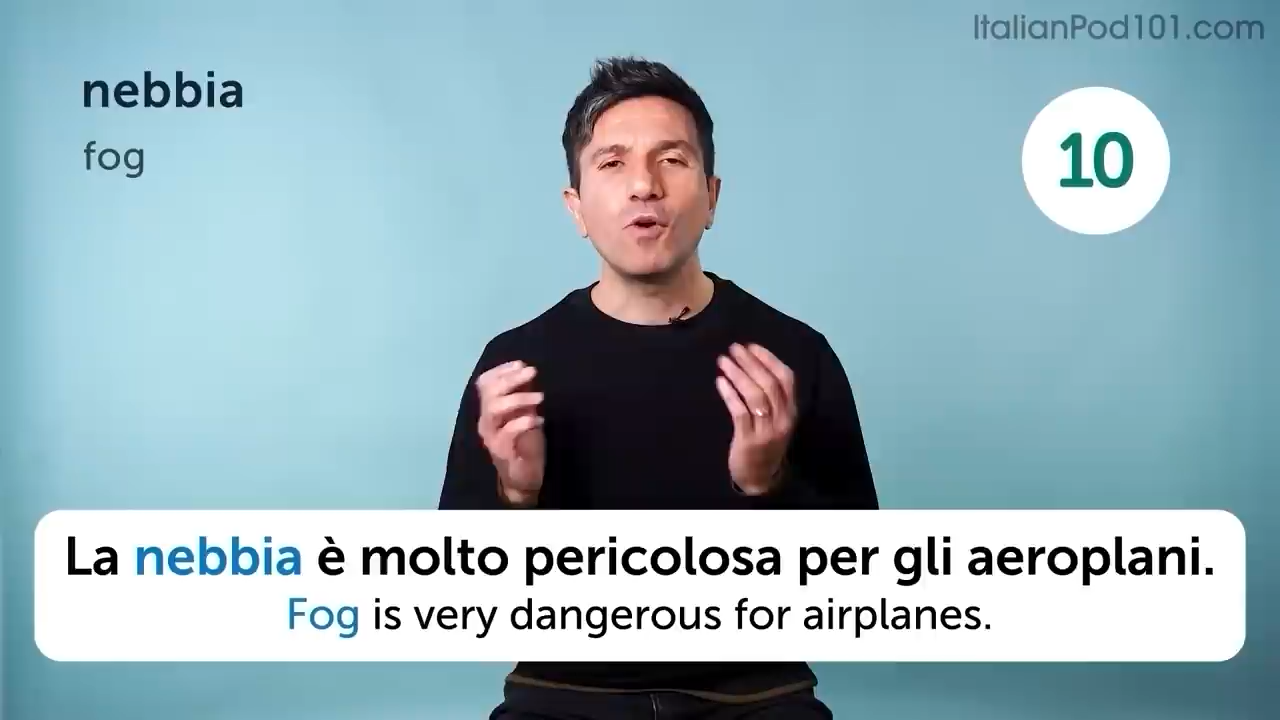 ItalianPod101.com
nebbia
fog
10
La nebbia è molto pericolosa per gli aeroplani.
Fog is very dangerous for airplanes.